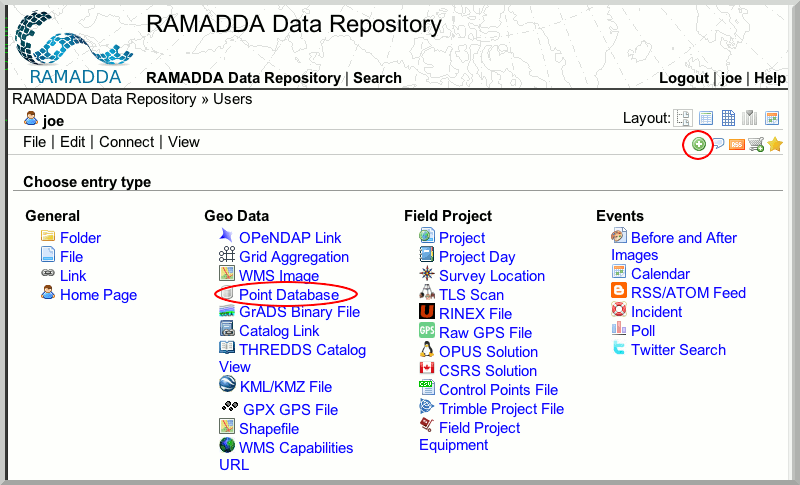 RAMADDA Data Repository
RAMADDA
RAMADDA Data Repository | Search
Logout | joe | Help
RAMADDA Data Repository » Users
joe
Layout:
File | Edit | Connect | View
RSS
Choose entry type
General
Folder
File
Link
Home Page
Geo Data
OPeNDAP Link
Grid Aggregation
WMS Image
Point Database
GrADS Binary File
Catalog Link
THREDDS Catalog
View
KML/KMZ File
GPX GPS File
Shapefile
WMS Capabilities
URL
Field Project
Project
Project Day
Survey Location
TLS Scan
RINEX File
GPS Raw GPS File
OPUS Solution
CSRS Solution
Control Points File
Trimble Project File
Field Project
Equipment
Events
Before and After
Images
Calendar
RSS/ATOM Feed
Incident
Poll
Twitter Search